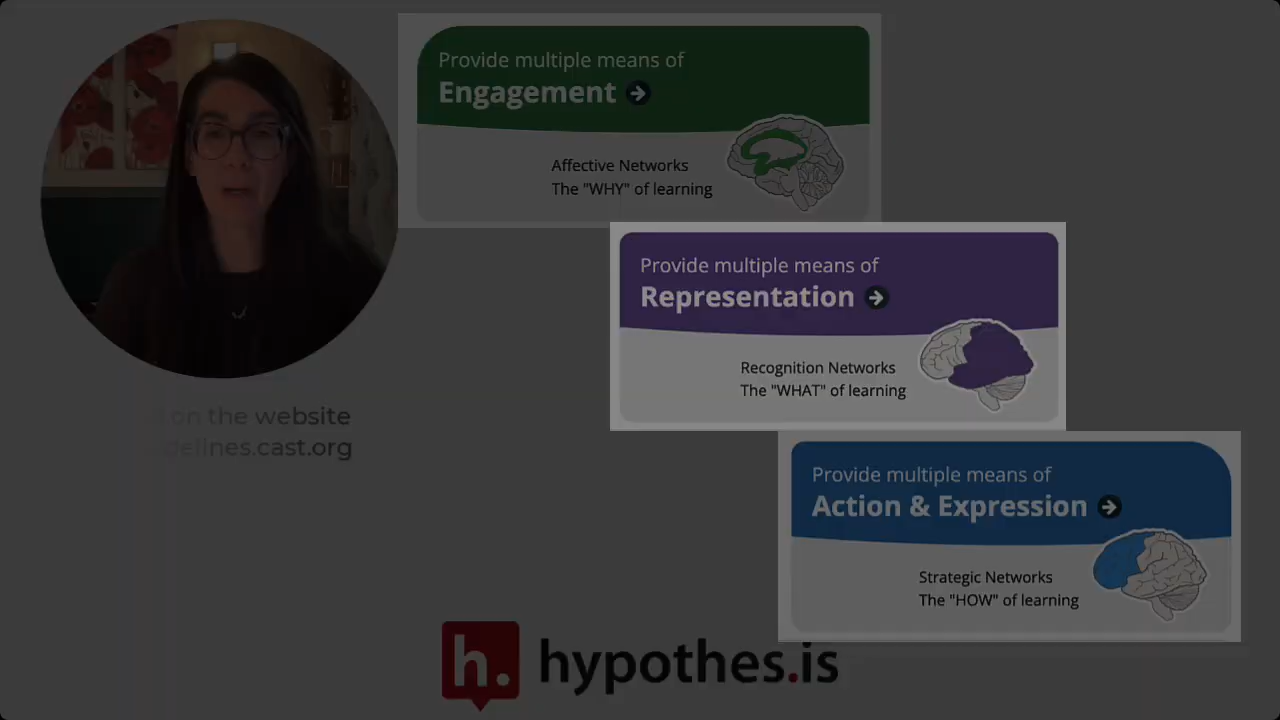 Provide multiple means of
Engagement
Affective Networks
The "WHY" of learning
Provide multiple means of
Representation
Recognition Networks
The "WHAT" of learning
on the website
delines.cast.org
Provide multiple means of
Action & Expression
Strategic Networks
The "HOW" of learning
h. hypothes.is